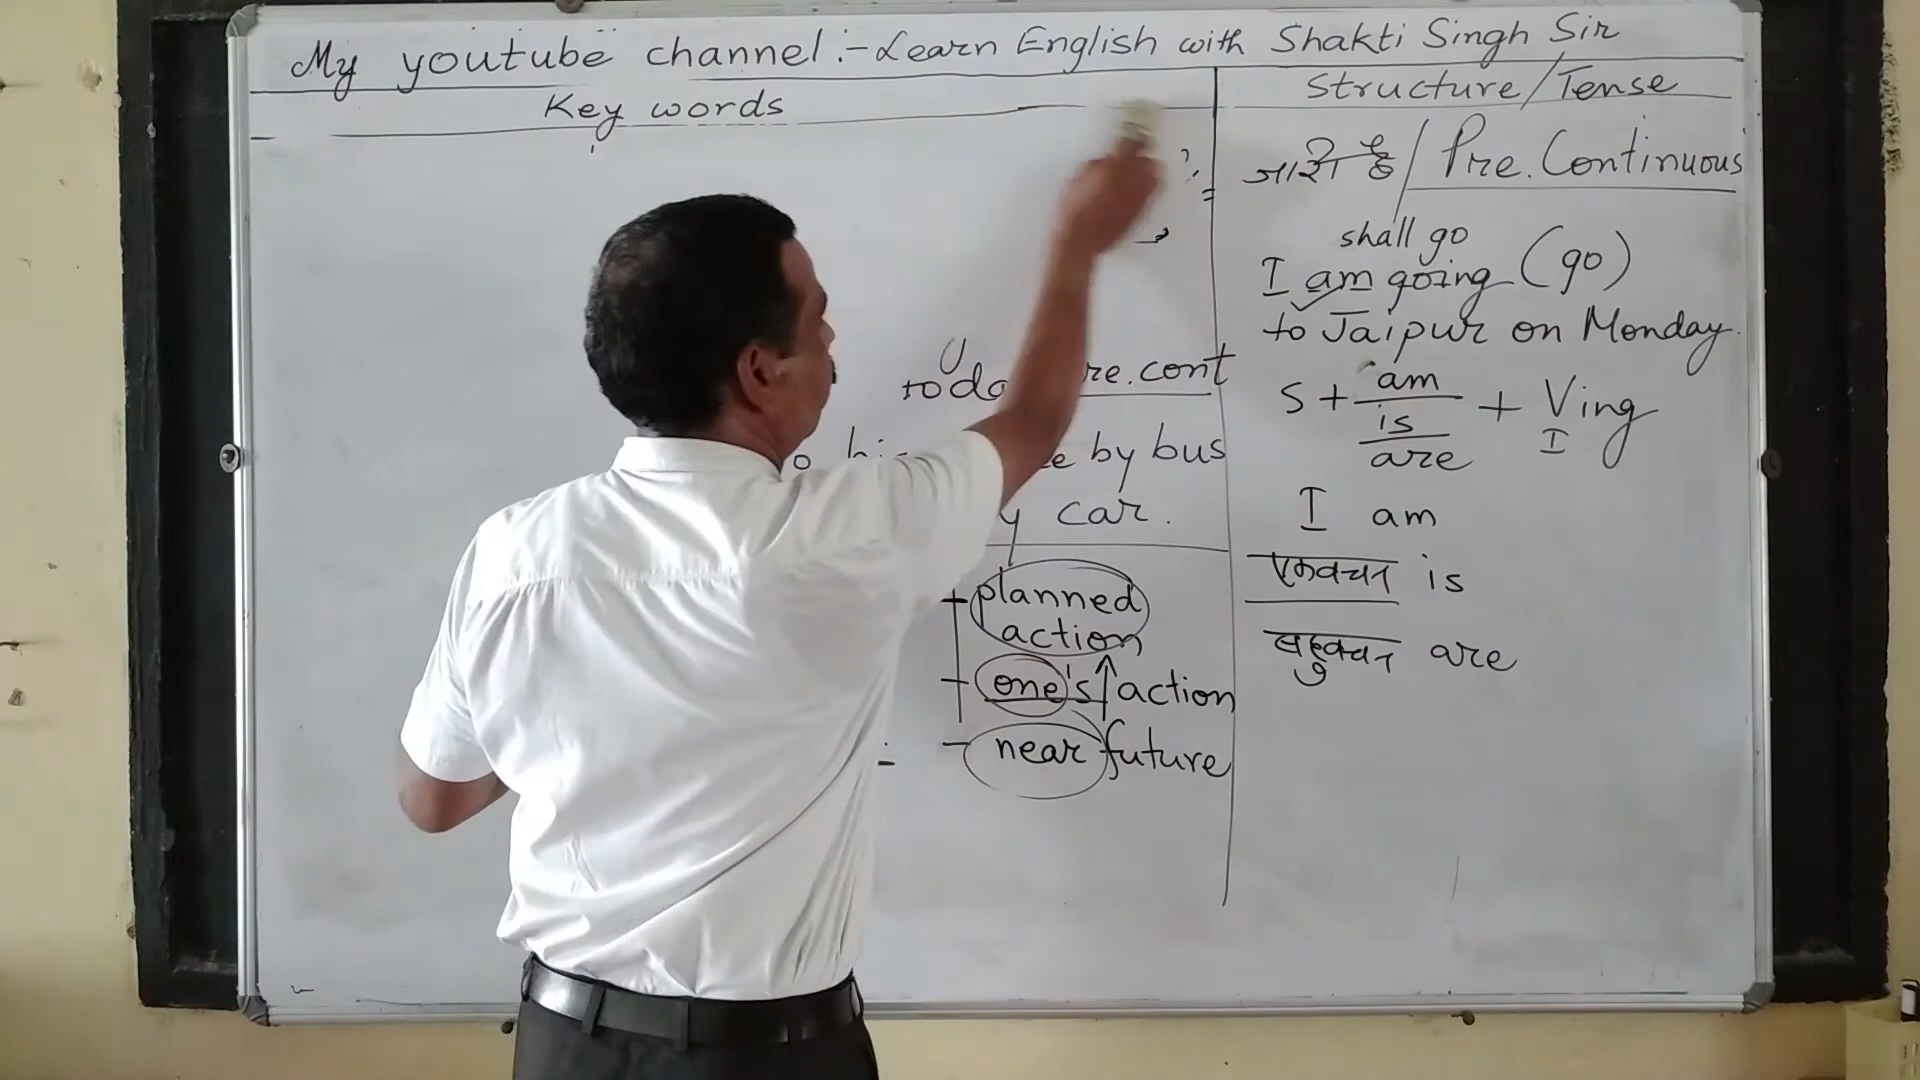 My youtube channel :- Learn English with Shakti Singh Sir
Key words
Structure/Tense
Pre. Continuous
shall go
I am going (go)
to Jaipur on Monday.
S + am + Ving
is I
are
I am
एकवचन is
बहुवचन are
re.cont
by bus
car.
planned
action
one's action
near future